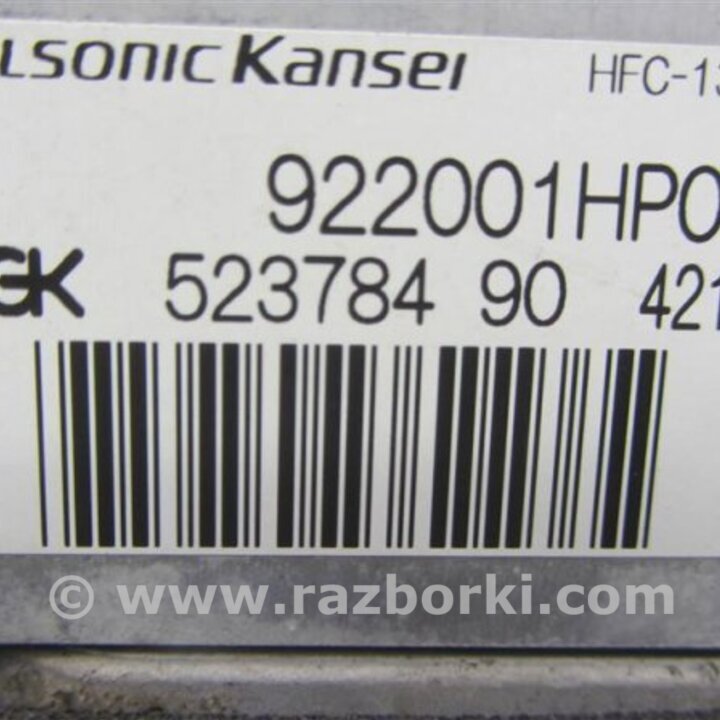 LSONIC Kansei HFC-13
922001HP0
GK 523784 90 421
© www.razborki.com